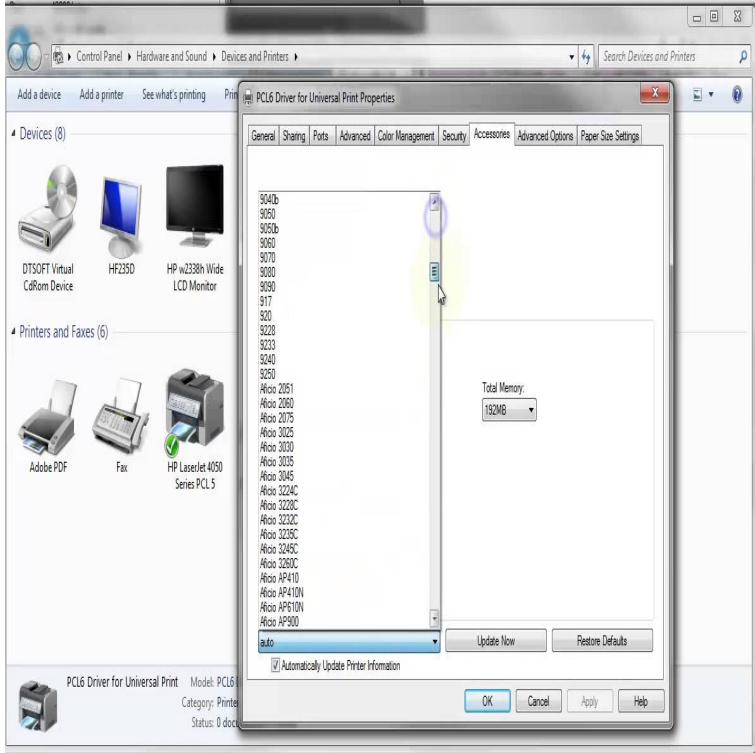 Control Panel Hardware and Sound Devices and Printers
Search Devices and Printers
Add a device Add a printer See what's printing Prin
PCL6 Driver for Universal Print Properties
X
General Sharing Ports Advanced Color Management Security Accessories Advanced Options Paper Size Settings
Devices (8)
DTSOFT Virtual
CdRom Device
HF235D
HP w2338h Wide
LCD Monitor
Printers and Faxes (6)
Adobe PDF
Fax
HP LaserJet 4050
Series PCL 5
9040b
9050
9050b
9060
9070
9080
9090
917
920
9228
9233
9240
9250
Aficio 2051
Aficio 2060
Aficio 2075
Aficio 3025
Aficio 3030
Aficio 3035
Aficio 3045
Aficio 3224C
Aficio 3228C
Aficio 3232C
Aficio 3235C
Aficio 3245C
Aficio 3260C
Aficio AP410
Aficio AP410N
Aficio AP610N
Aficio AP900
auto
Total Memory:
192MB
Update Now Restore Defaults
Automatically Update Printer Information
OK Cancel Apply Help
PCL6 Driver for Universal Print Model: PCL6
Category: Printe
Status: 0 docu